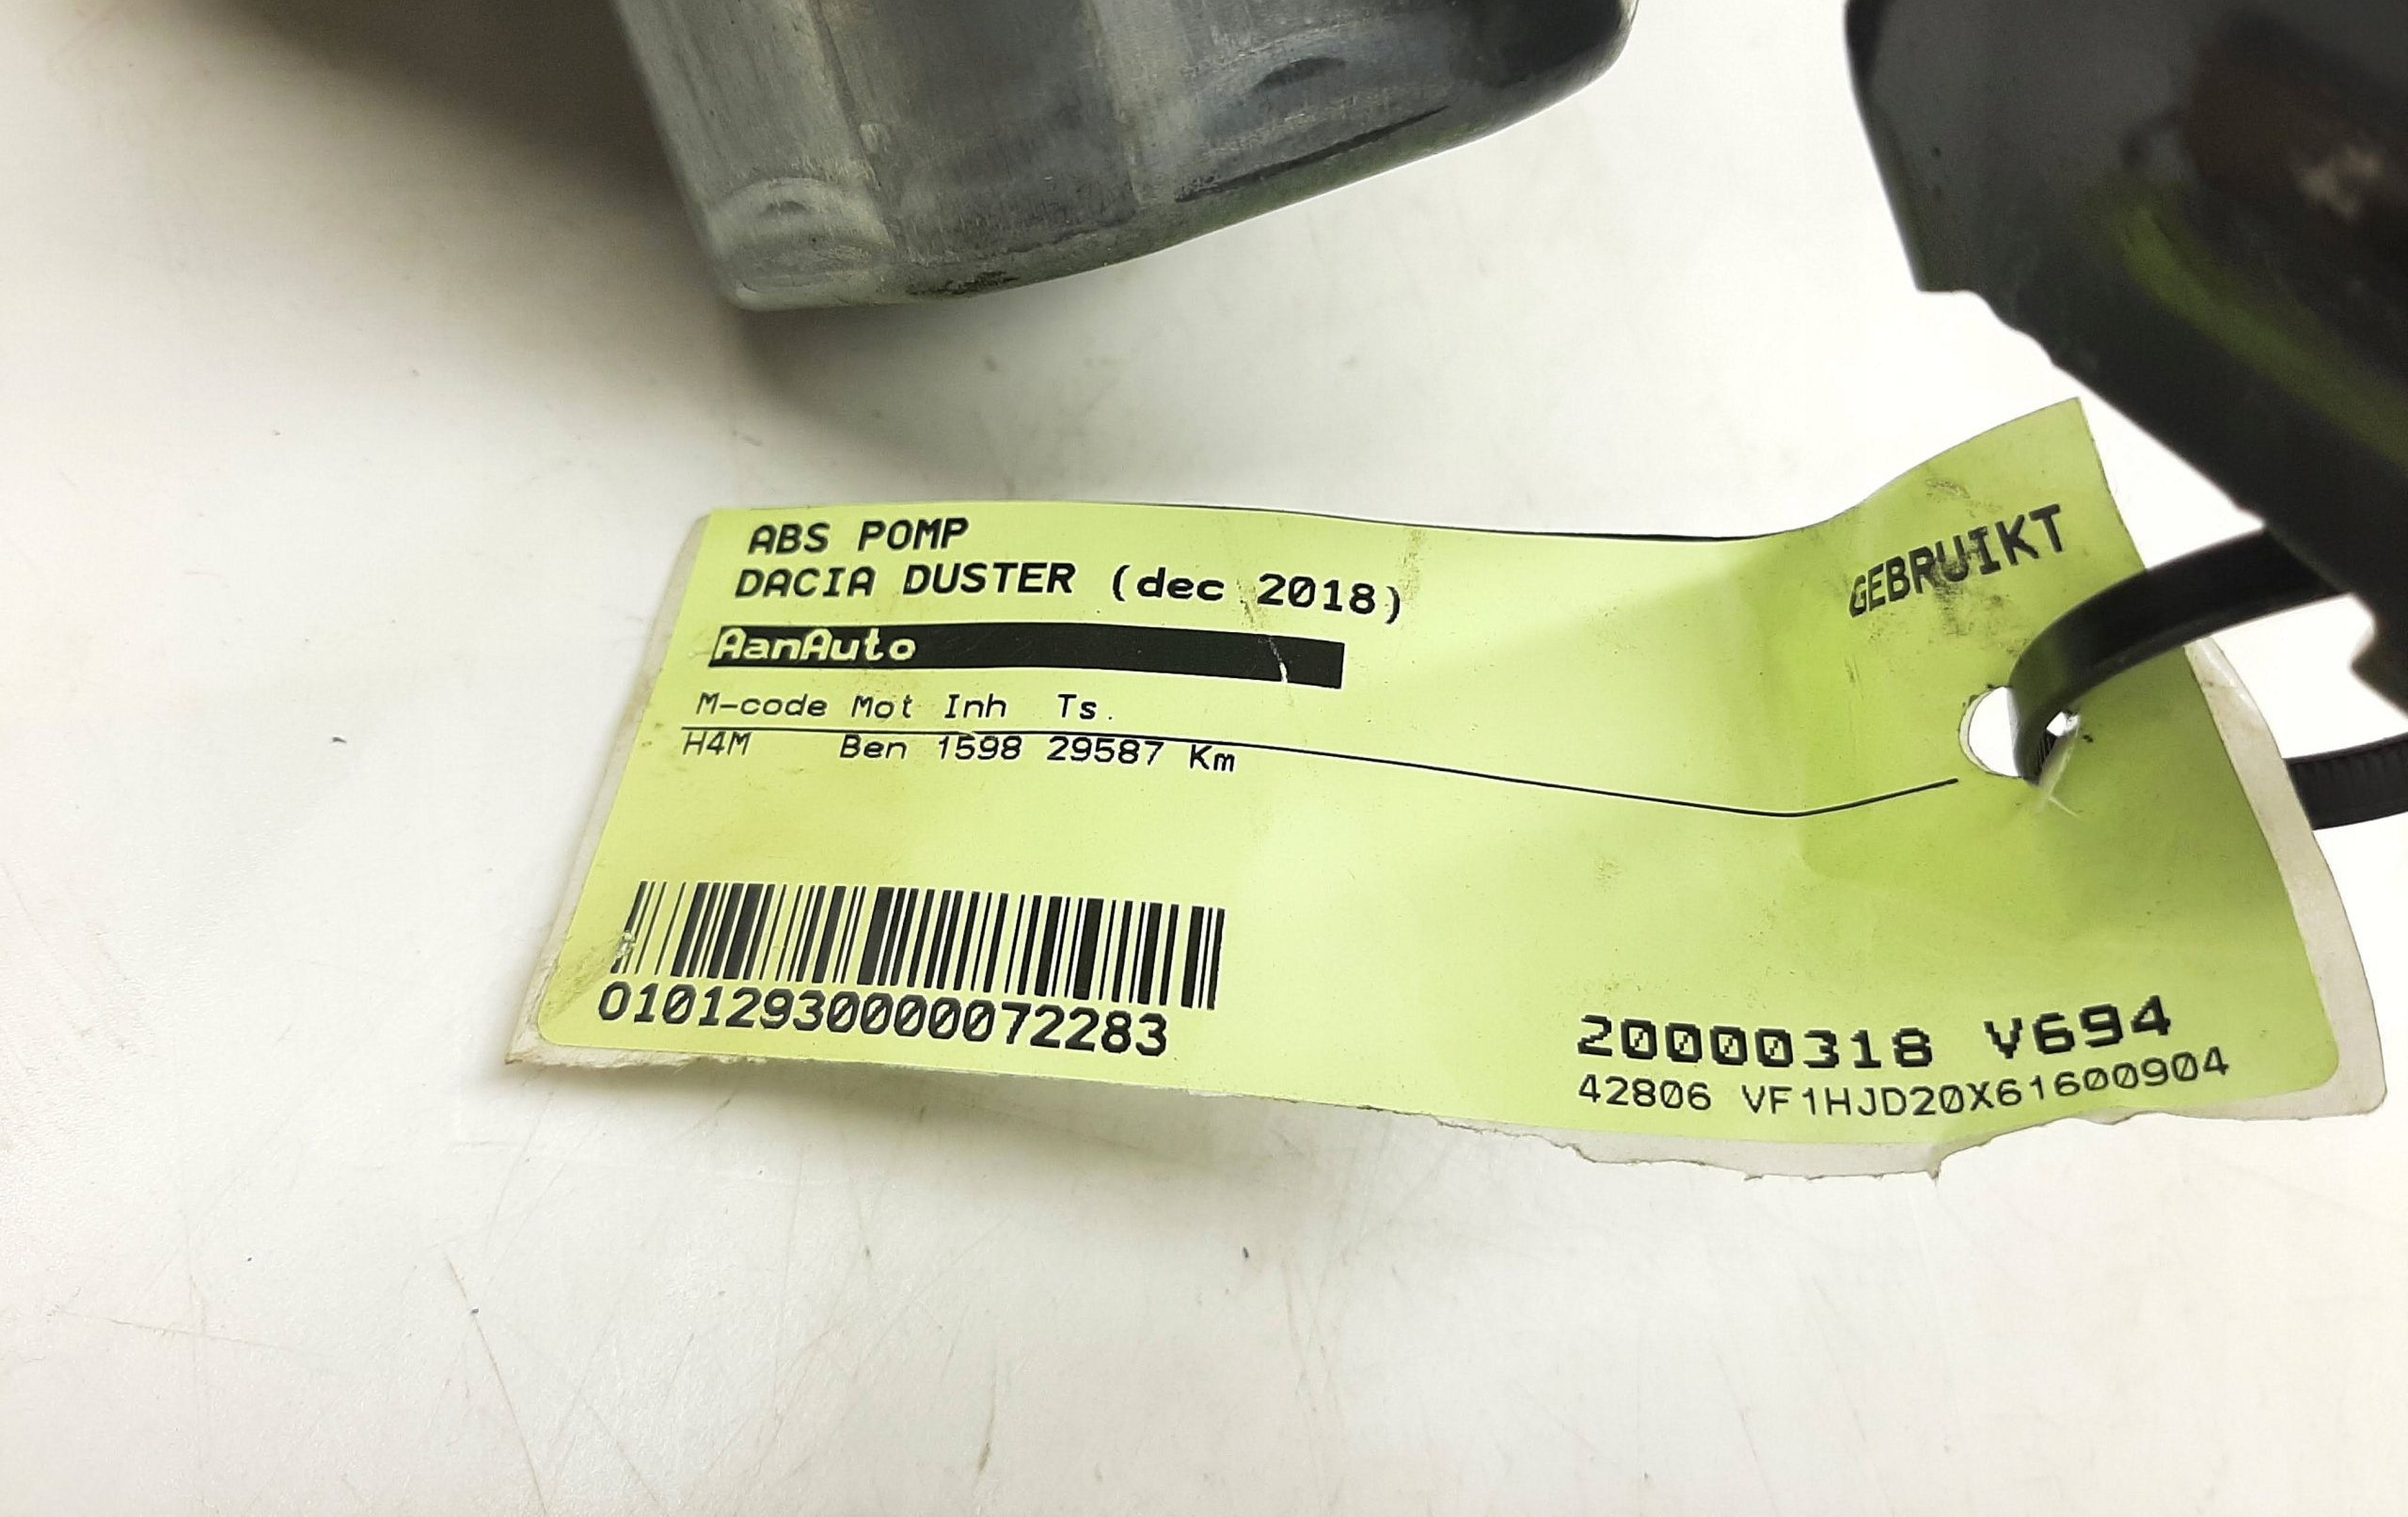 ABS POMP
GEBRUIKT
DACIA DUSTER (dec 2018)
AanAuto
M-code Mot Inh Ts.
H4M Ben 1598 29587 Km
01012930000072283
20000318 V694
42806 VF1HJD20X61600904